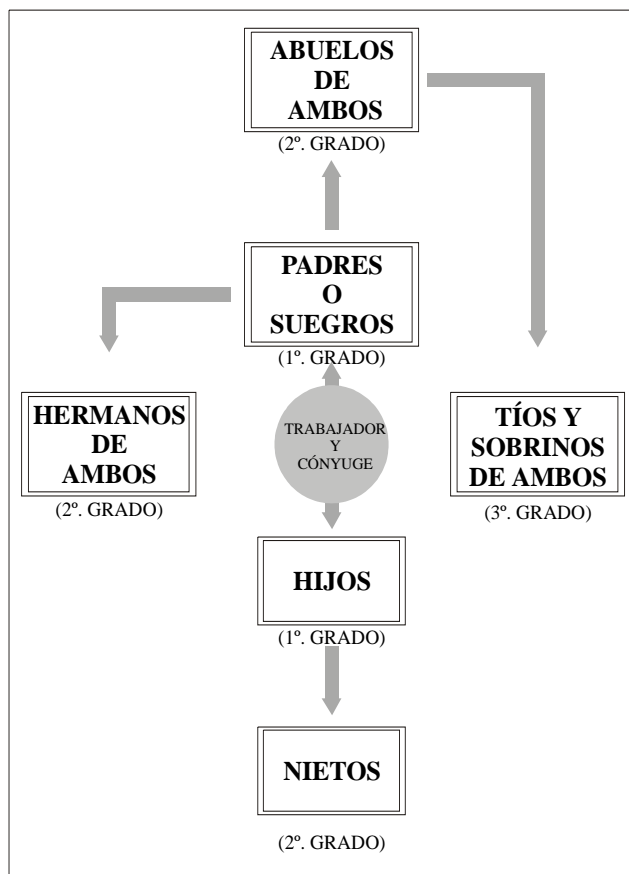 ABUELOS
DE
AMBOS
(2º. GRADO)
PADRES
O
SUEGROS
(1º. GRADO)
HERMANOS
DE
AMBOS
(2º. GRADO)
TRABAJADOR
Y
CÓNYUGE
TÍOS Y
SOBRINOS
DE AMBOS
(3º. GRADO)
HIJOS
(1º. GRADO)
NIETOS
(2º. GRADO)